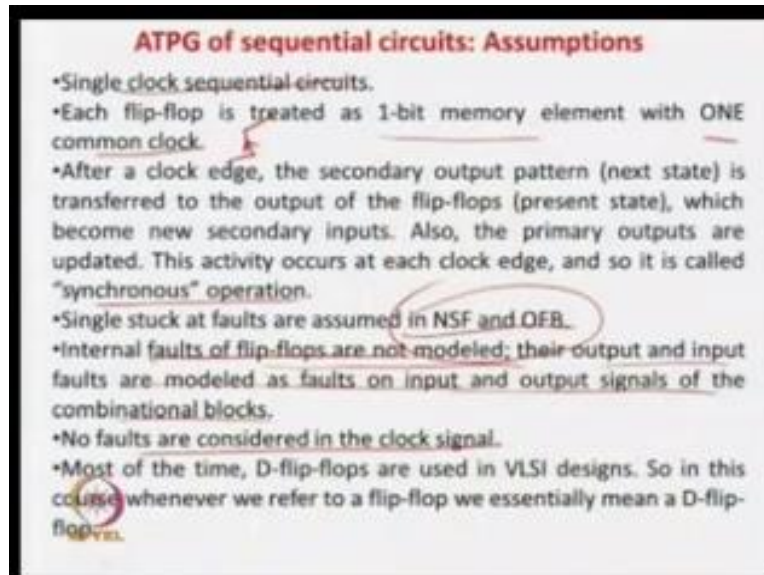 ATPG of sequential circuits: Assumptions
•Single clock sequential circuits.
•Each flip-flop is treated as 1-bit memory element with ONE
common clock.
•After a clock edge, the secondary output pattern (next state) is
transferred to the output of the flip-flops (present state), which
become new secondary inputs. Also, the primary outputs are
updated. This activity occurs at each clock edge, and so it is called
"synchronous" operation.
•Single stuck at faults are assumed in NSF and OFB.
•Internal faults of flip-flops are not modeled; their output and input
faults are modeled as faults on input and output signals of the
combinational blocks.
•No faults are considered in the clock signal.
•Most of the time, D-flip-flops are used in VLSI designs. So in this
course whenever we refer to a flip-flop we essentially mean a D-flip-
flop.